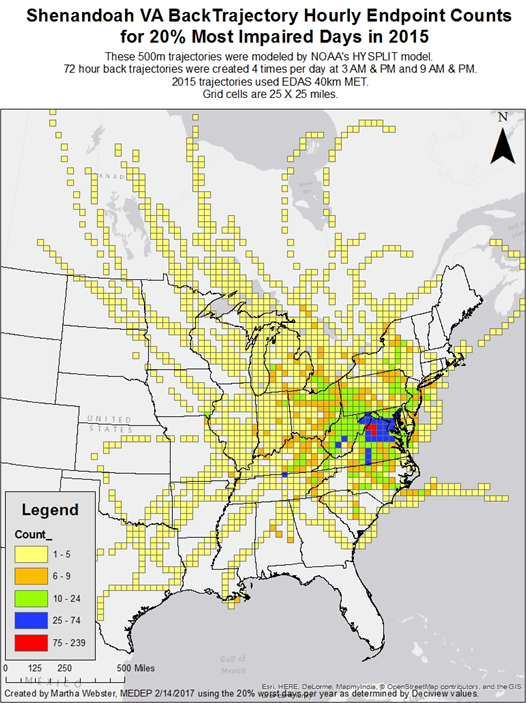 Shenandoah VA BackTrajectory Hourly Endpoint Counts
for 20% Most Impaired Days in 2015
These 500m trajectories were modeled by NOAA's HYSPLIT model.
72 hour back trajectories were created 4 times per day at 3 AM & PM and 9 AM & PM.
2015 trajectories used EDAS 40km MET.
Grid cells are 25 X 25 miles.
N
UNITED
STATES
Legend
Count_
1 - 5
6 - 9
10 - 24
25 - 74
75 - 239
0 125 250 500 Miles
Gulf of
Mexico
MEXICO
Esri, HERE, DeLorme, MapmyIndia, © OpenStreetMap contributors, and the GIS
Created by Martha Webster, MEDEP 2/14/2017 using the 20% worst days per year as determined by Deciview values.